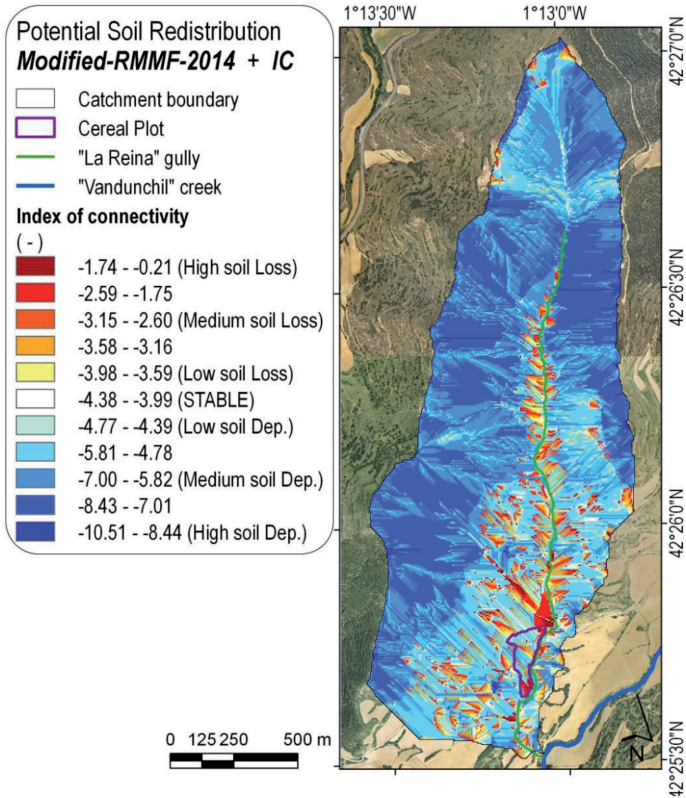 Potential Soil Redistribution
Modified-RMMF-2014 + IC
Catchment boundary
Cereal Plot
"La Reina" gully
"Vandunchil" creek
Index of connectivity
( - )
-1.74 - -0.21 (High soil Loss)
-2.59 - -1.75
-3.15 - -2.60 (Medium soil Loss)
-3.58 - -3.16
-3.98 - -3.59 (Low soil Loss)
-4.38 - -3.99 (STABLE)
-4.77 - -4.39 (Low soil Dep.)
-5.81 - -4.78
-7.00 - -5.82 (Medium soil Dep.)
-8.43 - -7.01
-10.51 - -8.44 (High soil Dep.)
1°13'30"W
1°13'0"W
42°27'0"N
42°26'30"N
42°26'0"N
42°25'30"N
0 125 250 500 m
N